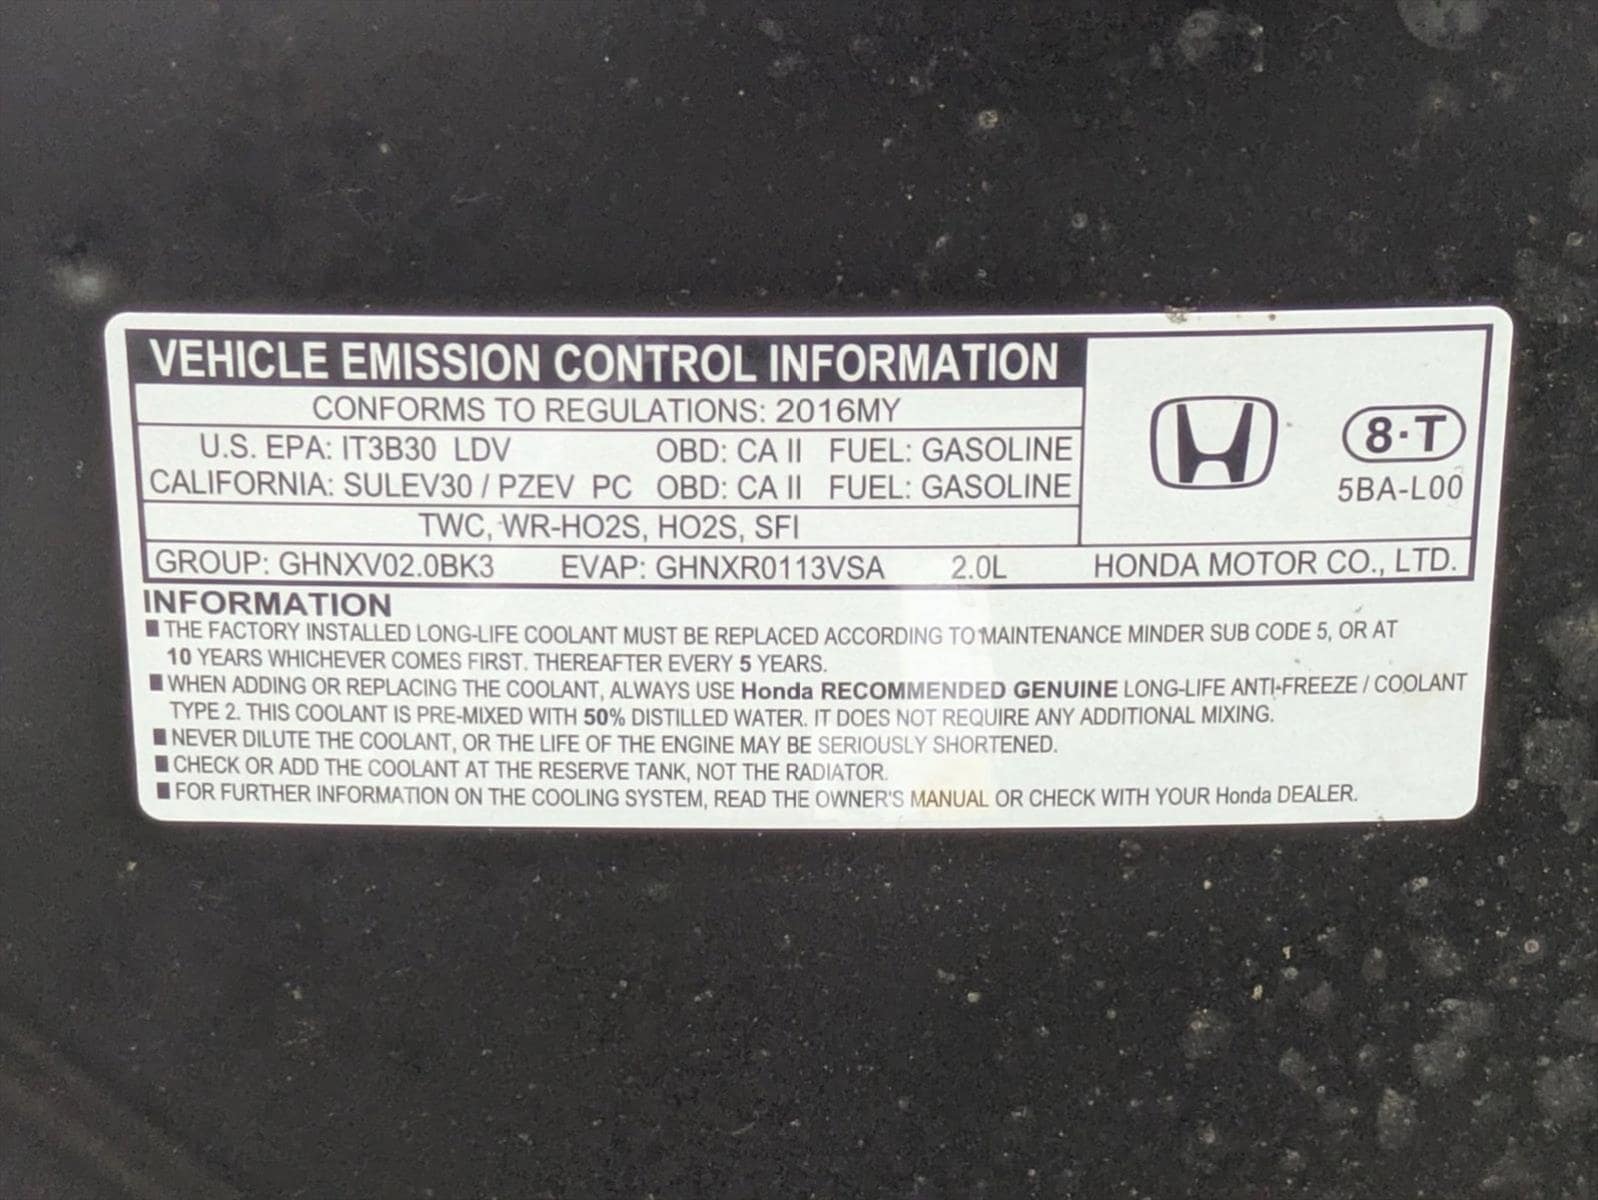 VEHICLE EMISSION CONTROL INFORMATION
CONFORMS TO REGULATIONS: 2016MY
U.S. EPA: IT3B30 LDV OBD: CA II FUEL: GASOLINE
CALIFORNIA: SULEV30 / PZEV PC OBD: CA II FUEL: GASOLINE
TWC, WR-HO2S, HO2S, SFI
8·T
5BA-L00
GROUP: GHNXV02.0BK3 EVAP: GHNXR0113VSA 2.0L HONDA MOTOR CO., LTD.
INFORMATION
■ THE FACTORY INSTALLED LONG-LIFE COOLANT MUST BE REPLACED ACCORDING TO MAINTENANCE MINDER SUB CODE 5, OR AT
10 YEARS WHICHEVER COMES FIRST. THEREAFTER EVERY 5 YEARS.
■ WHEN ADDING OR REPLACING THE COOLANT, ALWAYS USE Honda RECOMMENDED GENUINE LONG-LIFE ANTI-FREEZE / COOLANT
TYPE 2. THIS COOLANT IS PRE-MIXED WITH 50% DISTILLED WATER. IT DOES NOT REQUIRE ANY ADDITIONAL MIXING.
■ NEVER DILUTE THE COOLANT, OR THE LIFE OF THE ENGINE MAY BE SERIOUSLY SHORTENED.
■ CHECK OR ADD THE COOLANT AT THE RESERVE TANK, NOT THE RADIATOR.
■ FOR FURTHER INFORMATION ON THE COOLING SYSTEM, READ THE OWNER'S MANUAL OR CHECK WITH YOUR Honda DEALER.